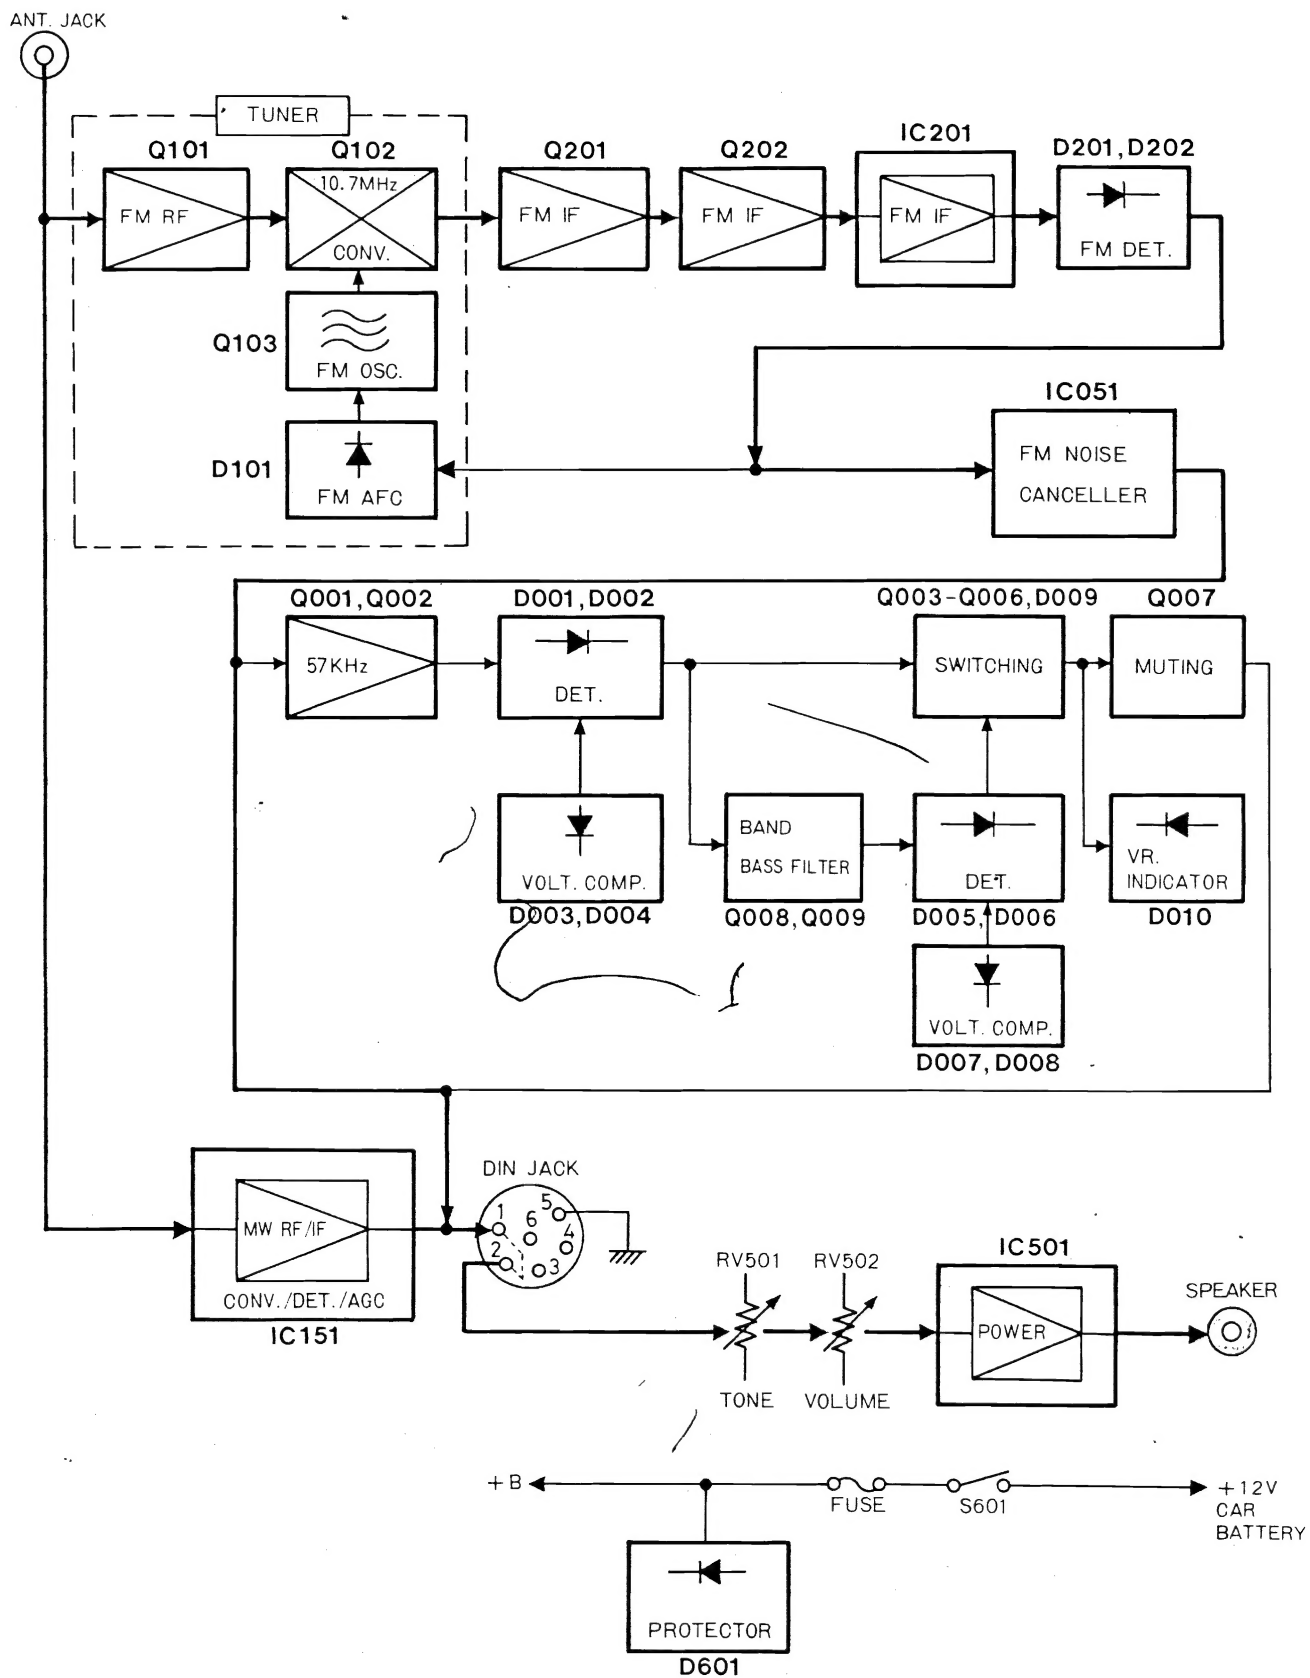 ANT. JACK
TUNER
Q101
Q102
Q201
Q202
IC201
D201, D202
FM RF
10.7MHz
CONV.
FM IF
FM IF
FM IF
FM DET.
Q103
FM OSC.
D101
FM AFC
IC051
FM NOISE
CANCELLER
Q001, Q002
D001, D002
Q003-Q006, D009
Q007
57KHz
DET.
SWITCHING
MUTING
VOLT. COMP.
D003, D004
BAND
BASS FILTER
Q008, Q009
DET.
D005, D006
VR.
INDICATOR
D010
VOLT. COMP.
D007, D008
MW RF/IF
CONV./DET./AGC
IC151
DIN JACK
1
2
3
4
5
6
RV501
TONE
RV502
VOLUME
IC501
POWER
SPEAKER
+B
FUSE
S601
+12V
CAR
BATTERY
PROTECTOR
D601